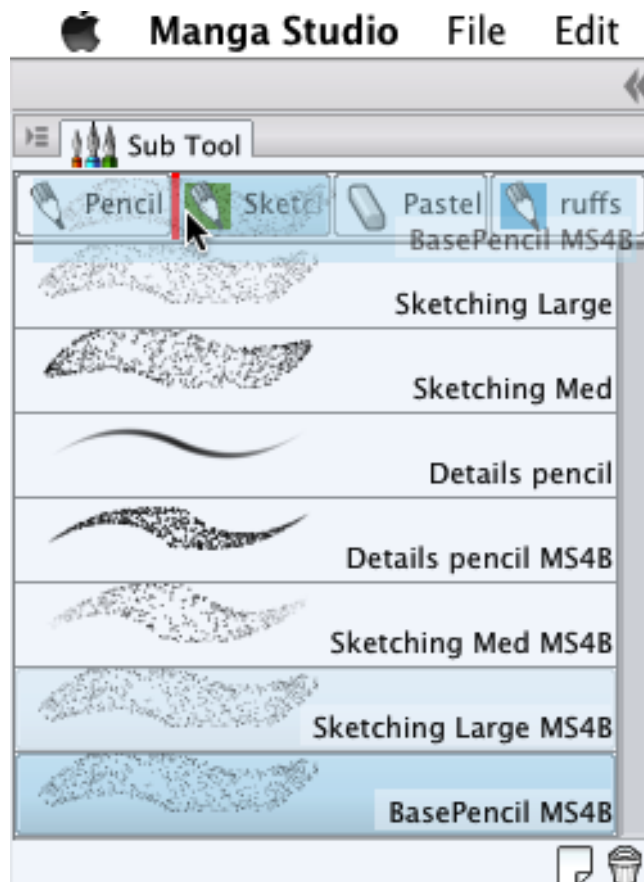 Manga Studio File Edit
Sub Tool
Pencil Sketc Pastel ruffs
BasePencil MS4B
Sketching Large
Sketching Med
Details pencil
Details pencil MS4B
Sketching Med MS4B
Sketching Large MS4B
BasePencil MS4B